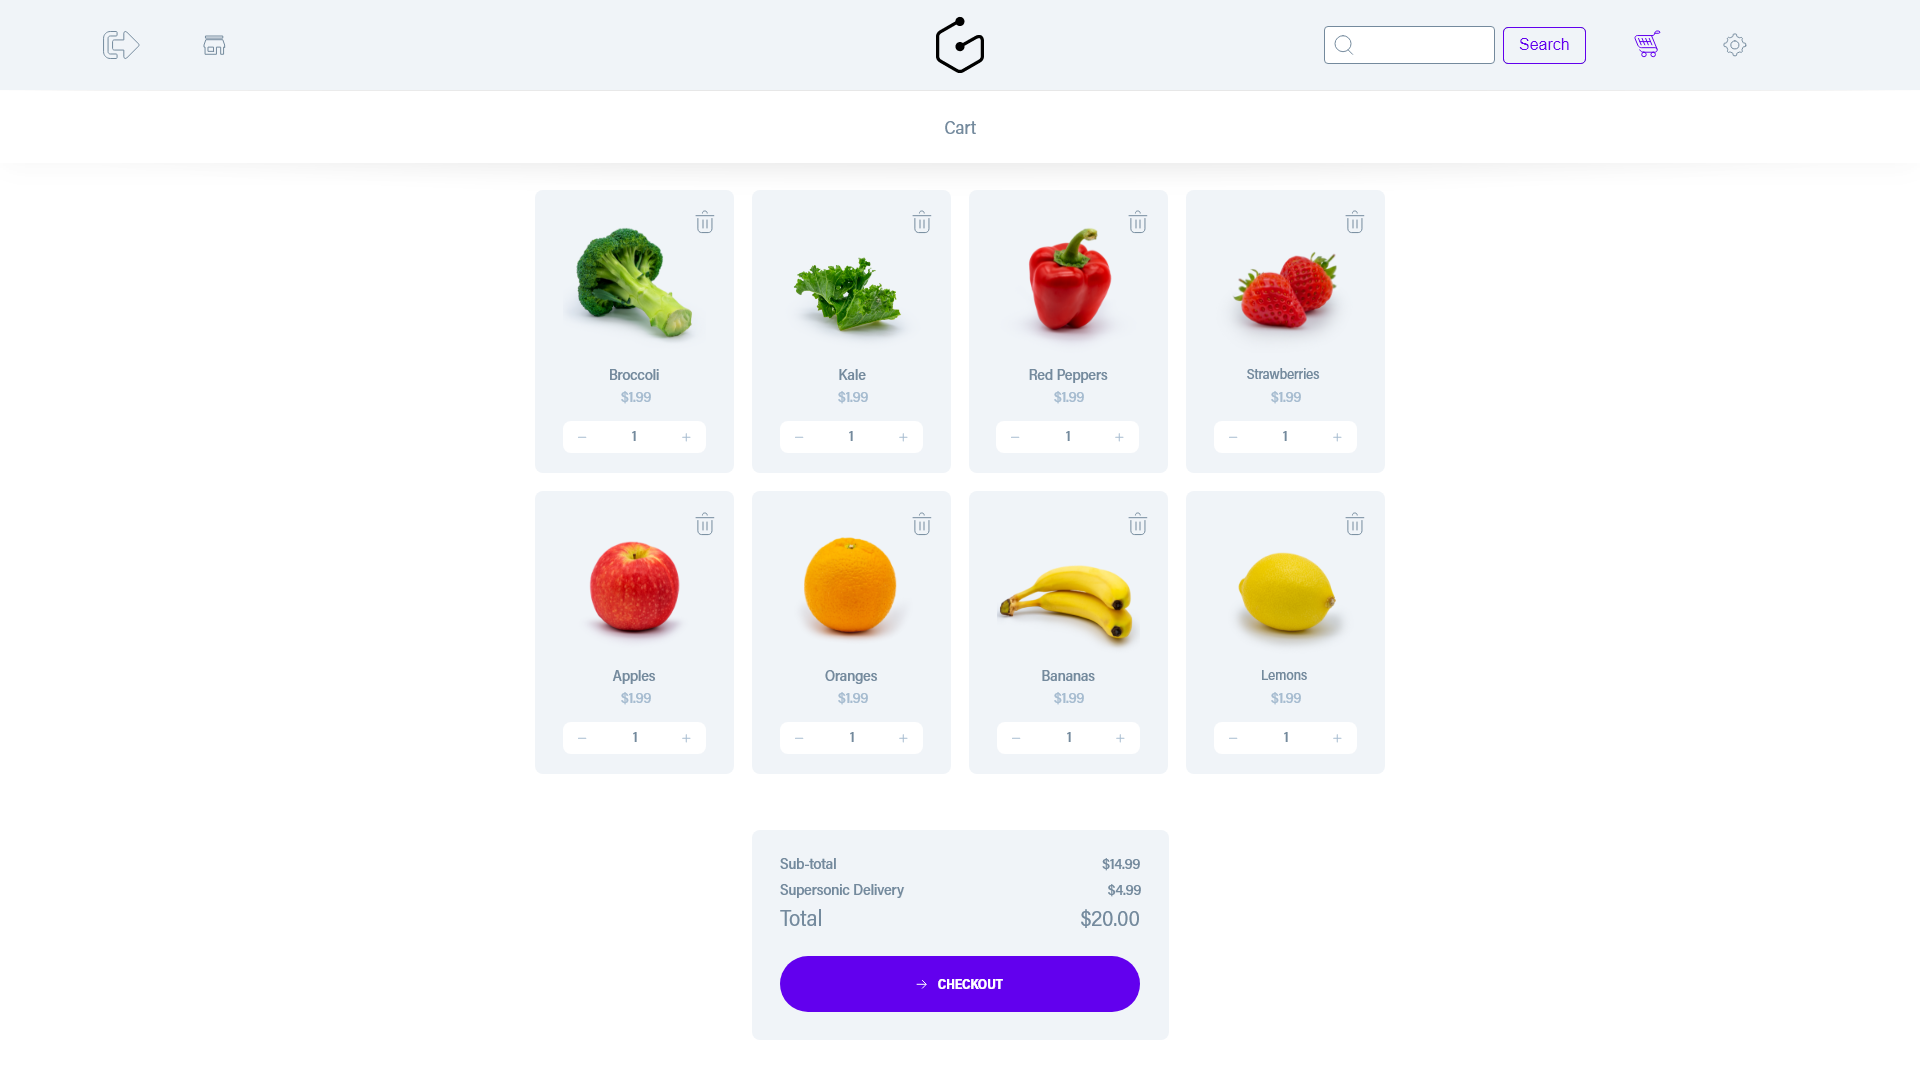 Search
Cart
Broccoli
$1.99
− 1 +
Kale
$1.99
− 1 +
Red Peppers
$1.99
− 1 +
Strawberries
$1.99
− 1 +
Apples
$1.99
− 1 +
Oranges
$1.99
− 1 +
Bananas
$1.99
− 1 +
Lemons
$1.99
− 1 +
Sub-total $14.99
Supersonic Delivery $4.99
Total $20.00
→ CHECKOUT